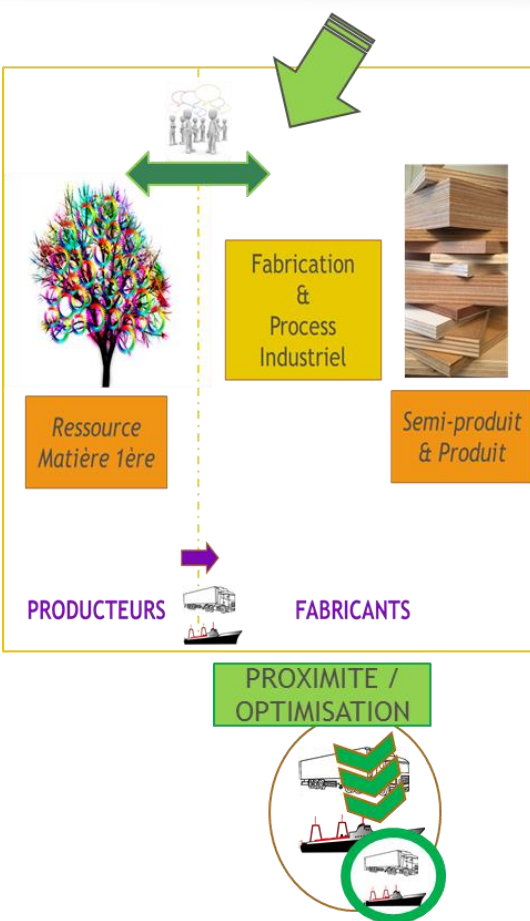 Fabrication
&
Process
Industriel
Ressource
Matière 1ère
Semi-produit
& Produit
PRODUCTEURS
FABRICANTS
PROXIMITE /
OPTIMISATION